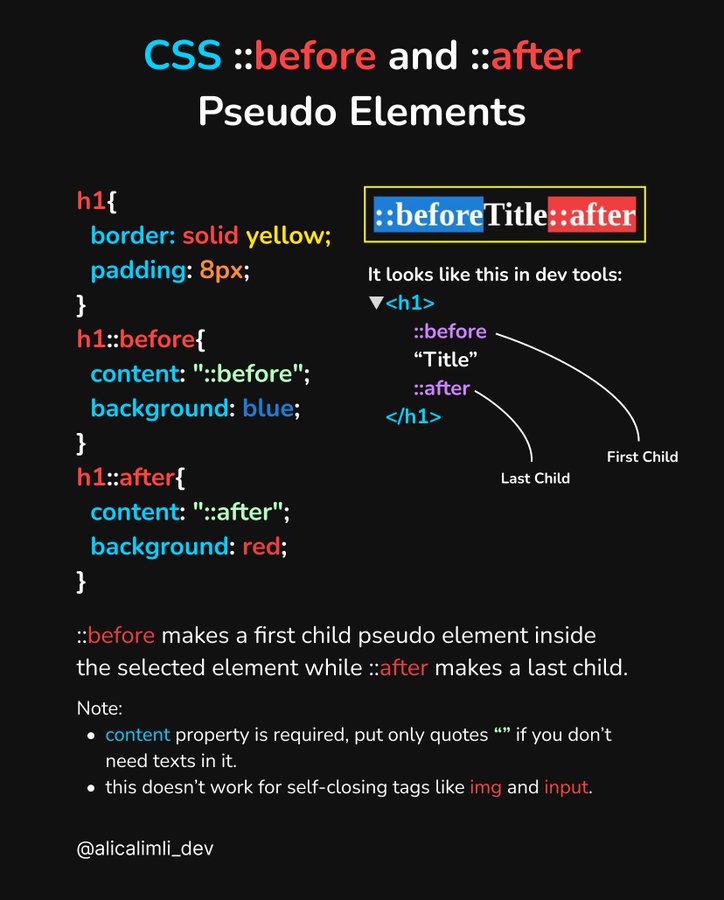 CSS ::before and ::after
Pseudo Elements
h1{
border: solid yellow;
padding: 8px;
}
h1::before{
content: "::before";
background: blue;
}
h1::after{
content: "::after";
background: red;
}
::beforeTitle::after
It looks like this in dev tools:
▼<h1>
::before
“Title”
::after
</h1>
First Child
Last Child
::before makes a first child pseudo element inside
the selected element while ::after makes a last child.
Note:
• content property is required, put only quotes “” if you don’t
need texts in it.
• this doesn’t work for self-closing tags like img and input.
@alicalimli_dev